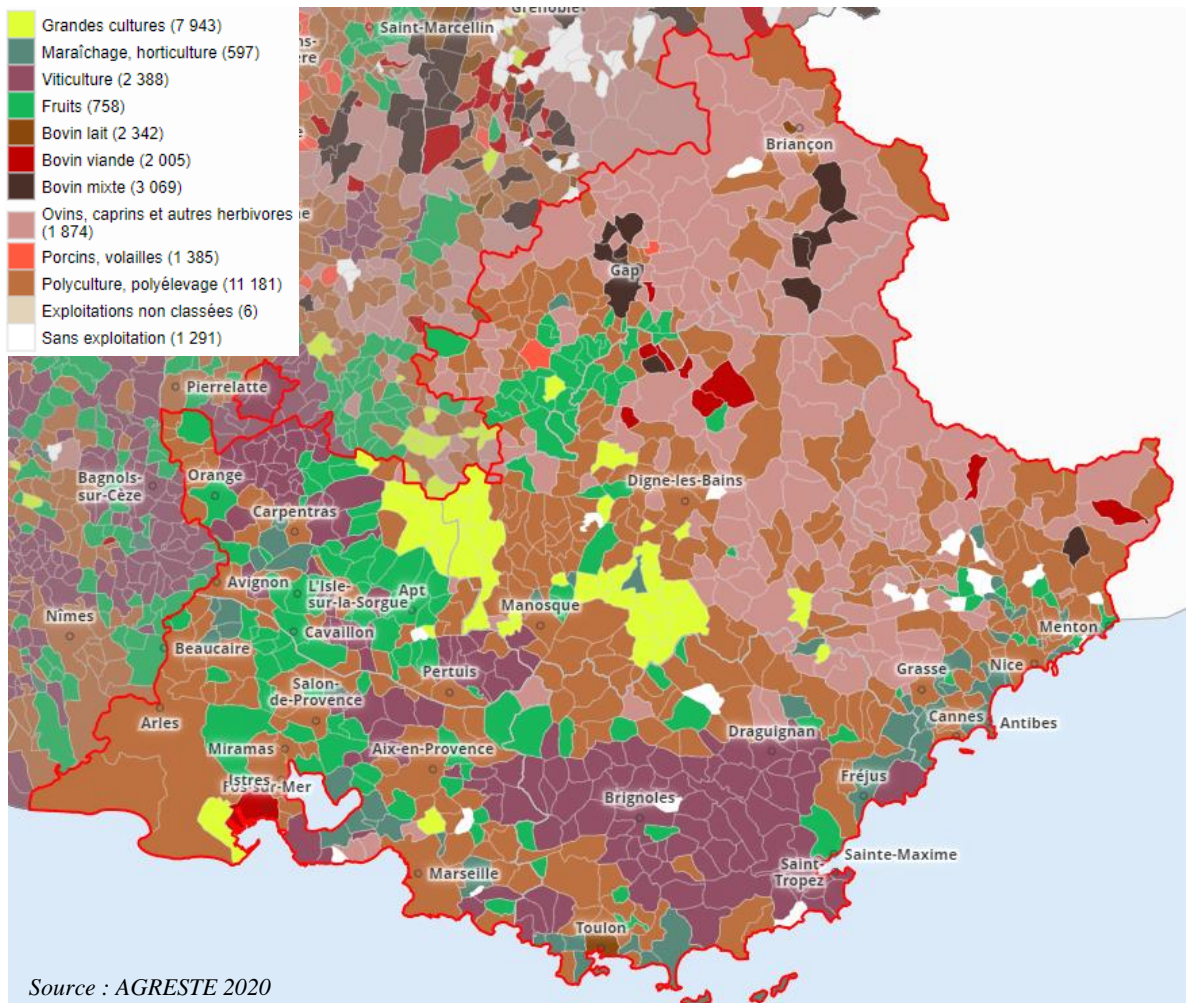 Grandes cultures (7 943)
Maraîchage, horticulture (597)
Viticulture (2 388)
Fruits (758)
Bovin lait (2 342)
Bovin viande (2 005)
Bovin mixte (3 069)
Ovins, caprins et autres herbivores
(1 874)
Porcins, volailles (1 385)
Polyculture, polyélevage (11 181)
Exploitations non classées (6)
Sans exploitation (1 291)
Grenoble
Saint-Marcellin
Briançon
Gap
Pierrelatte
Bagnols-
sur-Cèze
Orange
Digne-les-Bains
Carpentras
Avignon
L'Isle-
sur-la-Sorgue
Apt
Nîmes
Cavaillon
Manosque
Menton
Beaucaire
Pertuis
Grasse
Nice
Salon-
de-Provence
Arles
Cannes
Antibes
Draguignan
Miramas
Aix-en-Provence
Istres
Fos-sur-Mer
Fréjus
Brignoles
Sainte-Maxime
Saint-
Tropez
Marseille
Toulon
Source : AGRESTE 2020